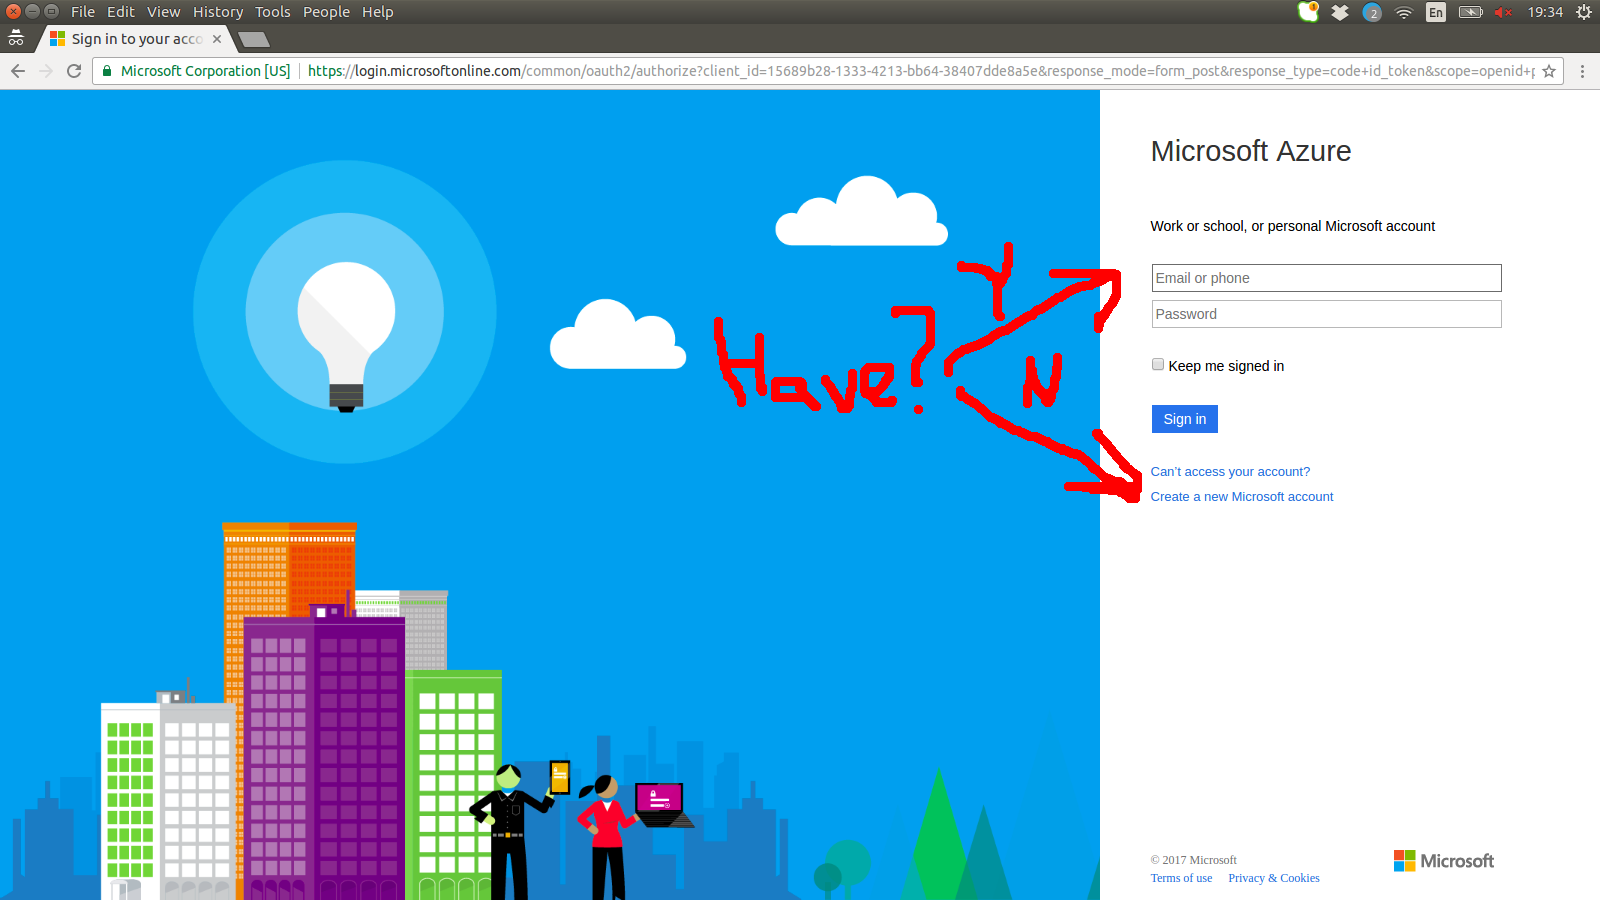 File Edit View History Tools People Help
2 En 19:34
Sign in to your acco
Microsoft Corporation [US] https://login.microsoftonline.com/common/oauth2/authorize?client_id=15689b28-1333-4213-bb64-38407dde8a5e&response_mode=form_post&response_type=code+id_token&scope=openid+p
Microsoft Azure
Work or school, or personal Microsoft account
Email or phone
Password
Keep me signed in
Sign in
Can't access your account?
Create a new Microsoft account
Have?
Y
N
© 2017 Microsoft
Terms of use Privacy & Cookies
Microsoft